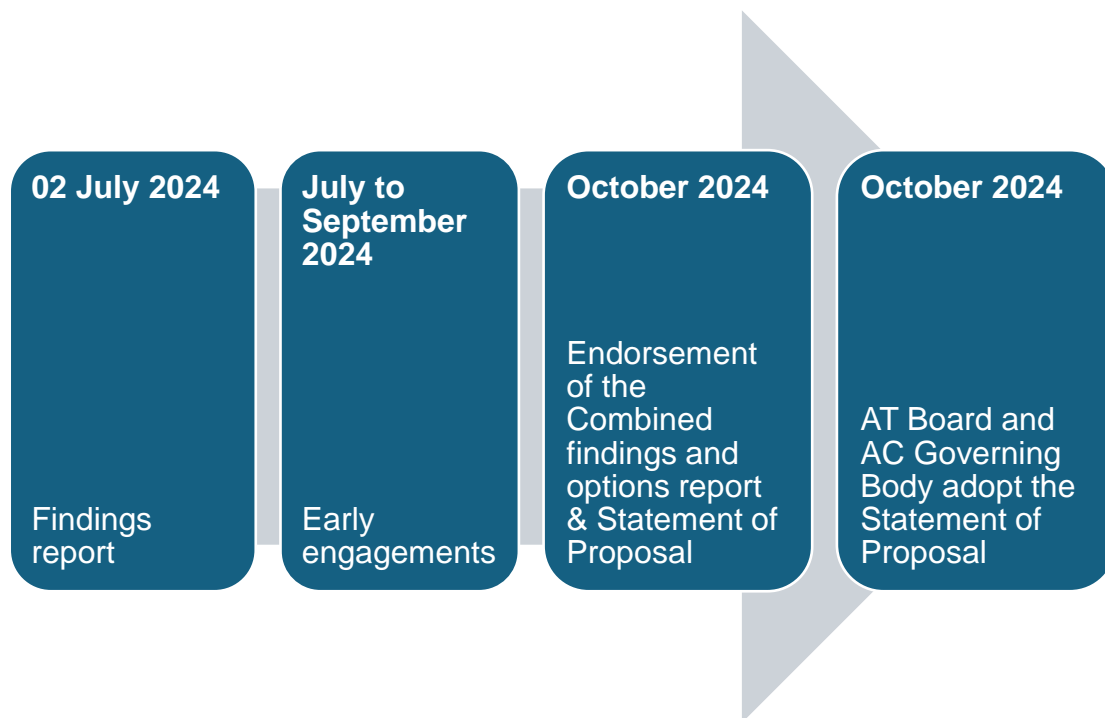 02 July 2024
Findings
report
July to
September
2024
Early
engagements
October 2024
Endorsement
of the
Combined
findings and
options report
& Statement of
Proposal
October 2024
AT Board and
AC Governing
Body adopt the
Statement of
Proposal